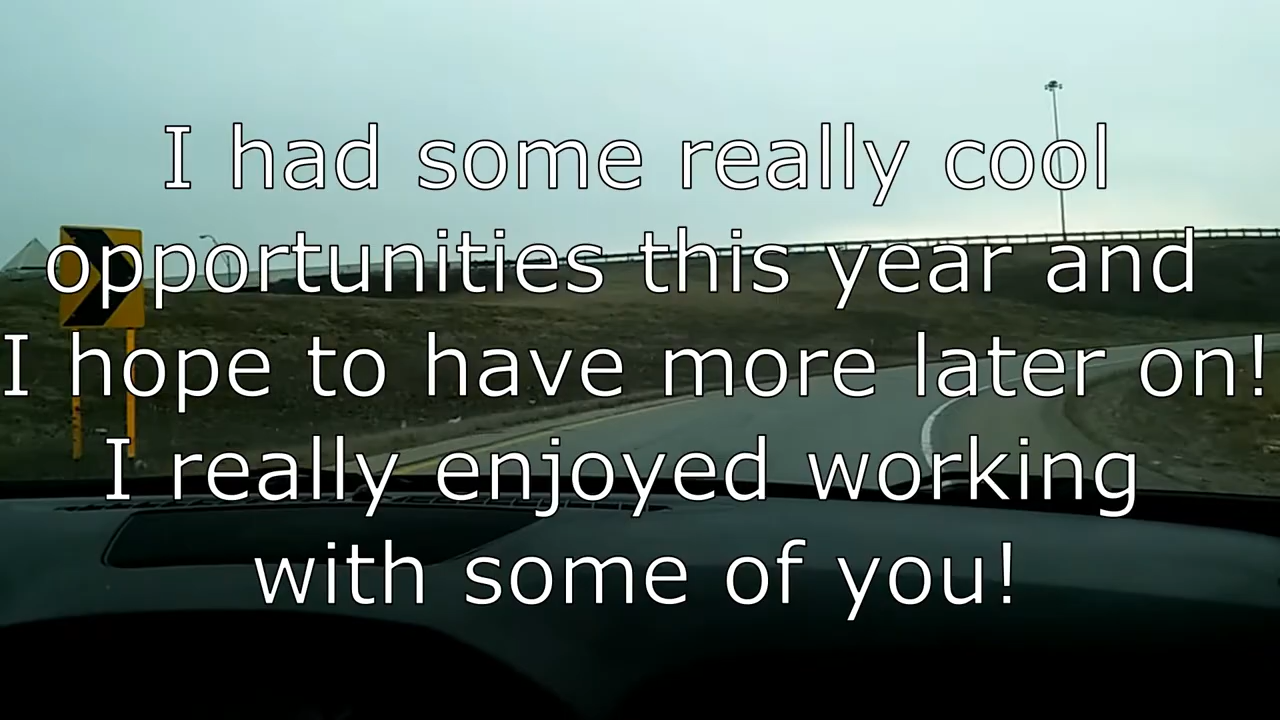 I had some really cool
opportunities this year and
I hope to have more later on!
I really enjoyed working
with some of you!